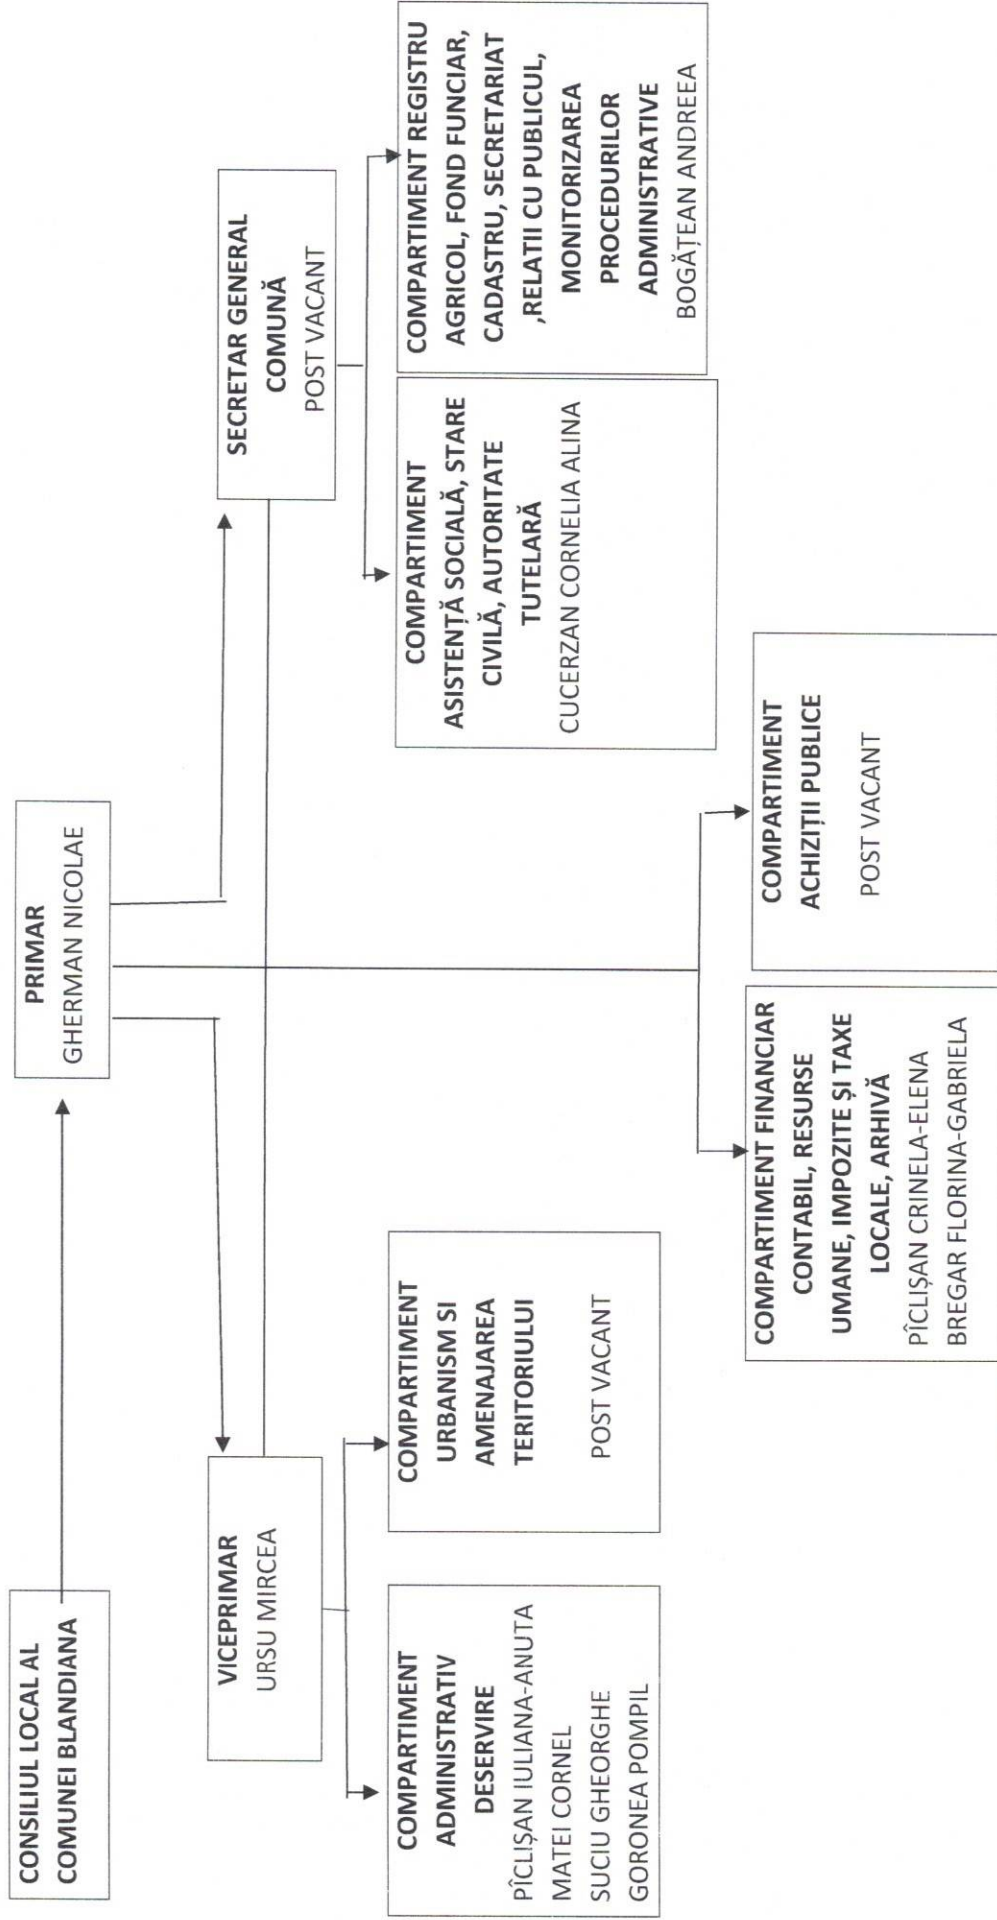 CONSILIUL LOCAL AL
COMUNEI BLANDIANA
PRIMAR
GHERMAN NICOLAE
VICEPRIMAR
URSU MIRCEA
SECRETAR GENERAL
COMUNĂ
POST VACANT
COMPARTIMENT
ADMINISTRATIV
DESERVIRE
PÎCLIȘAN IULIANA-ANUTA
MATEI CORNEL
SUCIU GHEORGHE
GORONEA POMPIL
COMPARTIMENT
URBANISM SI
AMENAJAREA
TERITORIULUI
POST VACANT
COMPARTIMENT
ASISTENȚĂ SOCIALĂ, STARE
CIVILĂ, AUTORITATE
TUTELARĂ
CUCERZAN CORNELIA ALINA
COMPARTIMENT REGISTRU
AGRICOL, FOND FUNCIAR,
CADASTRU, SECRETARIAT
,RELATII CU PUBLICUL,
MONITORIZAREA
PROCEDURILOR
ADMINISTRATIVE
BOGĂȚEAN ANDREEA
COMPARTIMENT FINANCIAR
CONTABIL, RESURSE
UMANE, IMPOZITE ȘI TAXE
LOCALE, ARHIVĂ
PÎCLIȘAN CRINELA-ELENA
BREGAR FLORINA-GABRIELA
COMPARTIMENT
ACHIZIȚII PUBLICE
POST VACANT